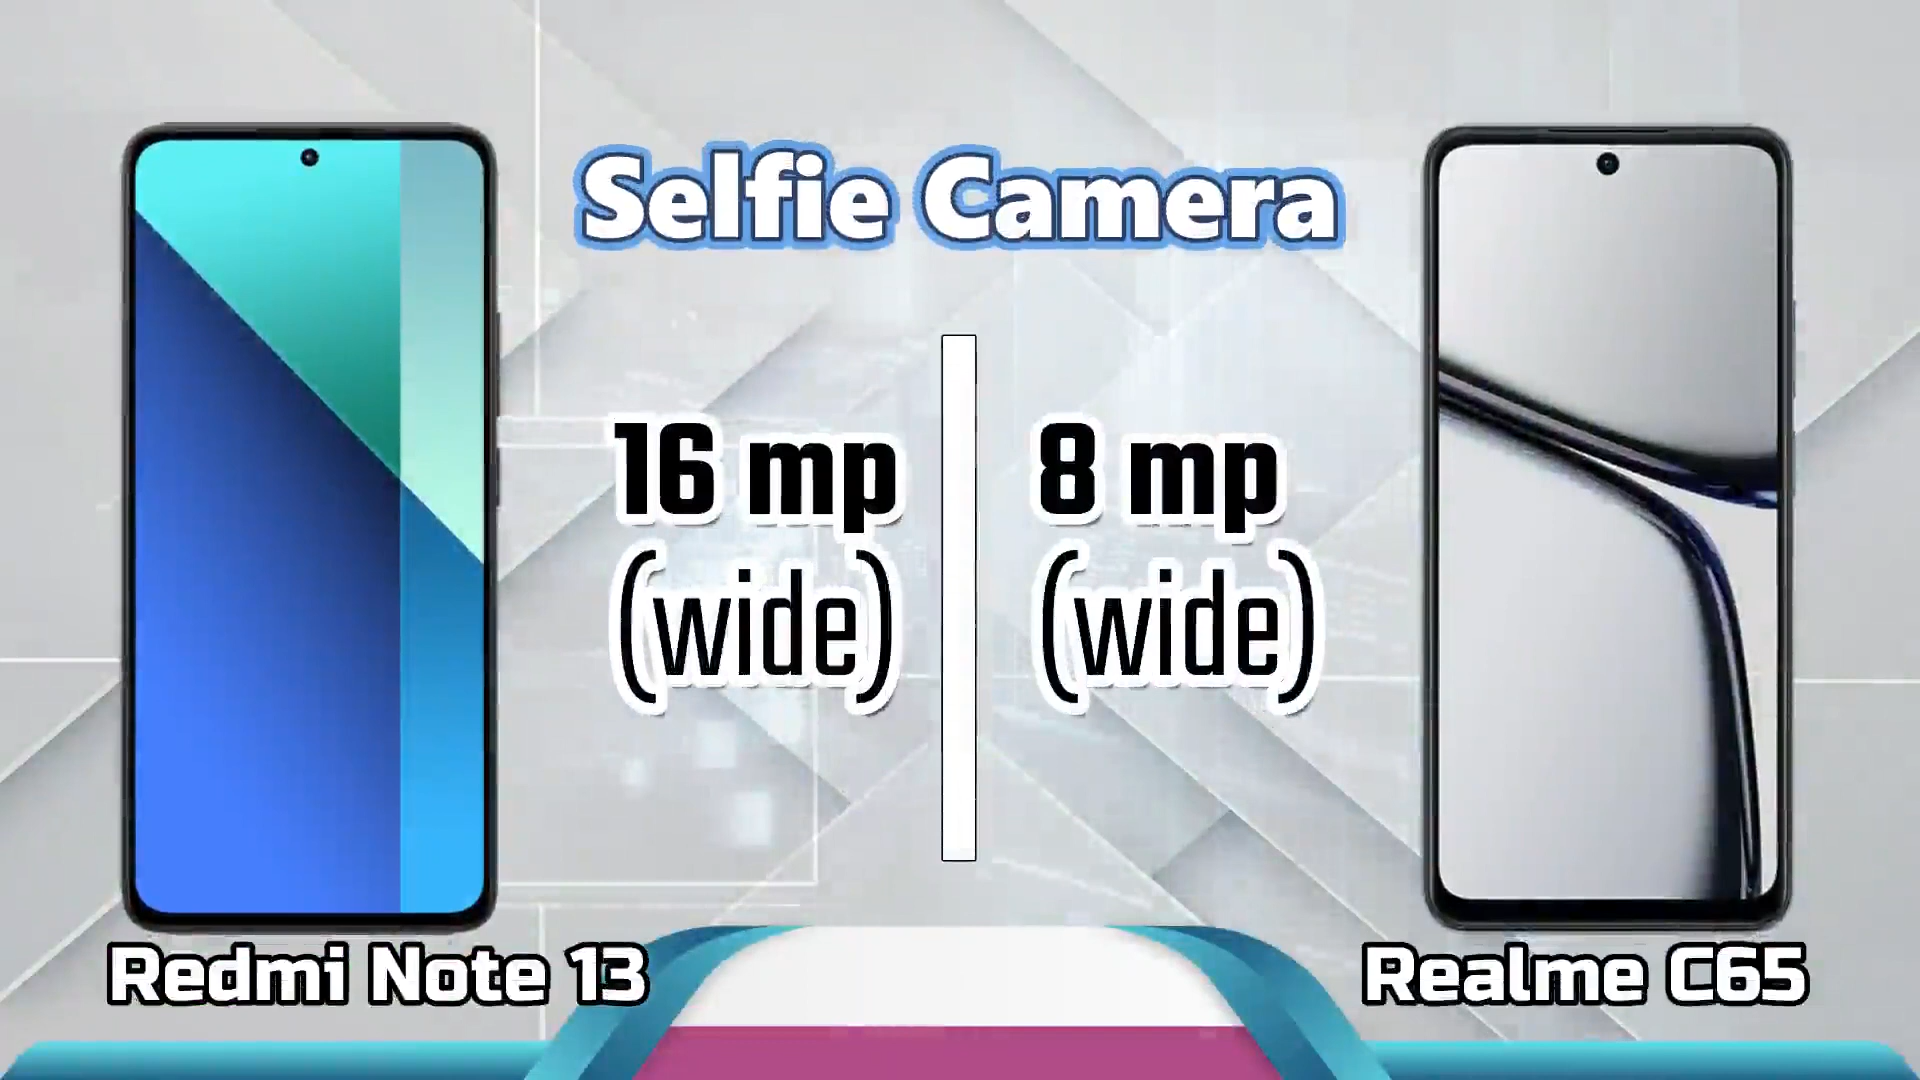 Selfie Camera
16 mp
(wide)
8 mp
(wide)
Redmi Note 13
Realme C65